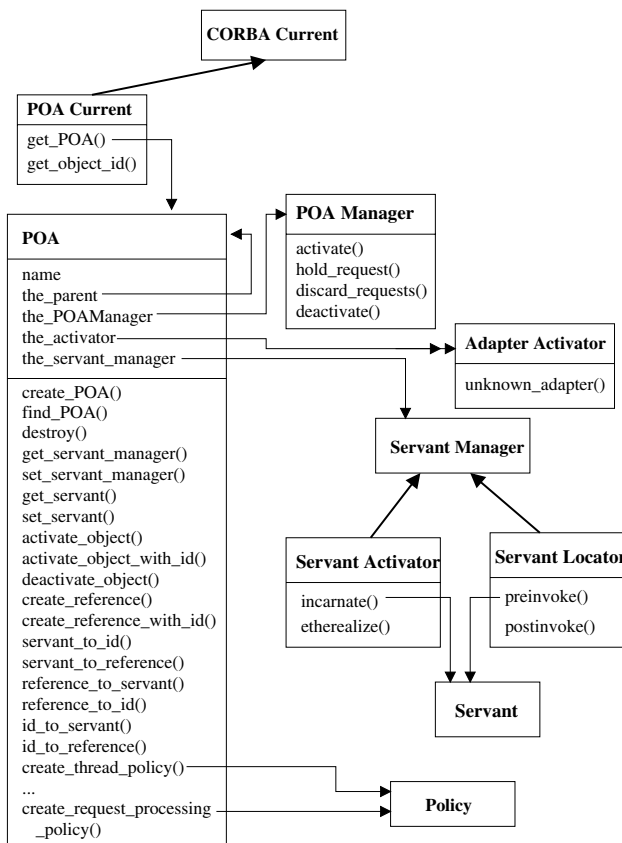 CORBA Current
POA Current
get_POA()
get_object_id()
POA
name
the_parent
the_POAManager
the_activator
the_servant_manager
create_POA()
find_POA()
destroy()
get_servant_manager()
set_servant_manager()
get_servant()
set_servant()
activate_object()
activate_object_with_id()
deactivate_object()
create_reference()
create_reference_with_id()
servant_to_id()
servant_to_reference()
reference_to_servant()
reference_to_id()
id_to_servant()
id_to_reference()
create_thread_policy()
...
create_request_processing
_policy()
POA Manager
activate()
hold_request()
discard_requests()
deactivate()
Adapter Activator
unknown_adapter()
Servant Manager
Servant Activator
incarnate()
etherealize()
Servant Locator
preinvoke()
postinvoke()
Servant
Policy